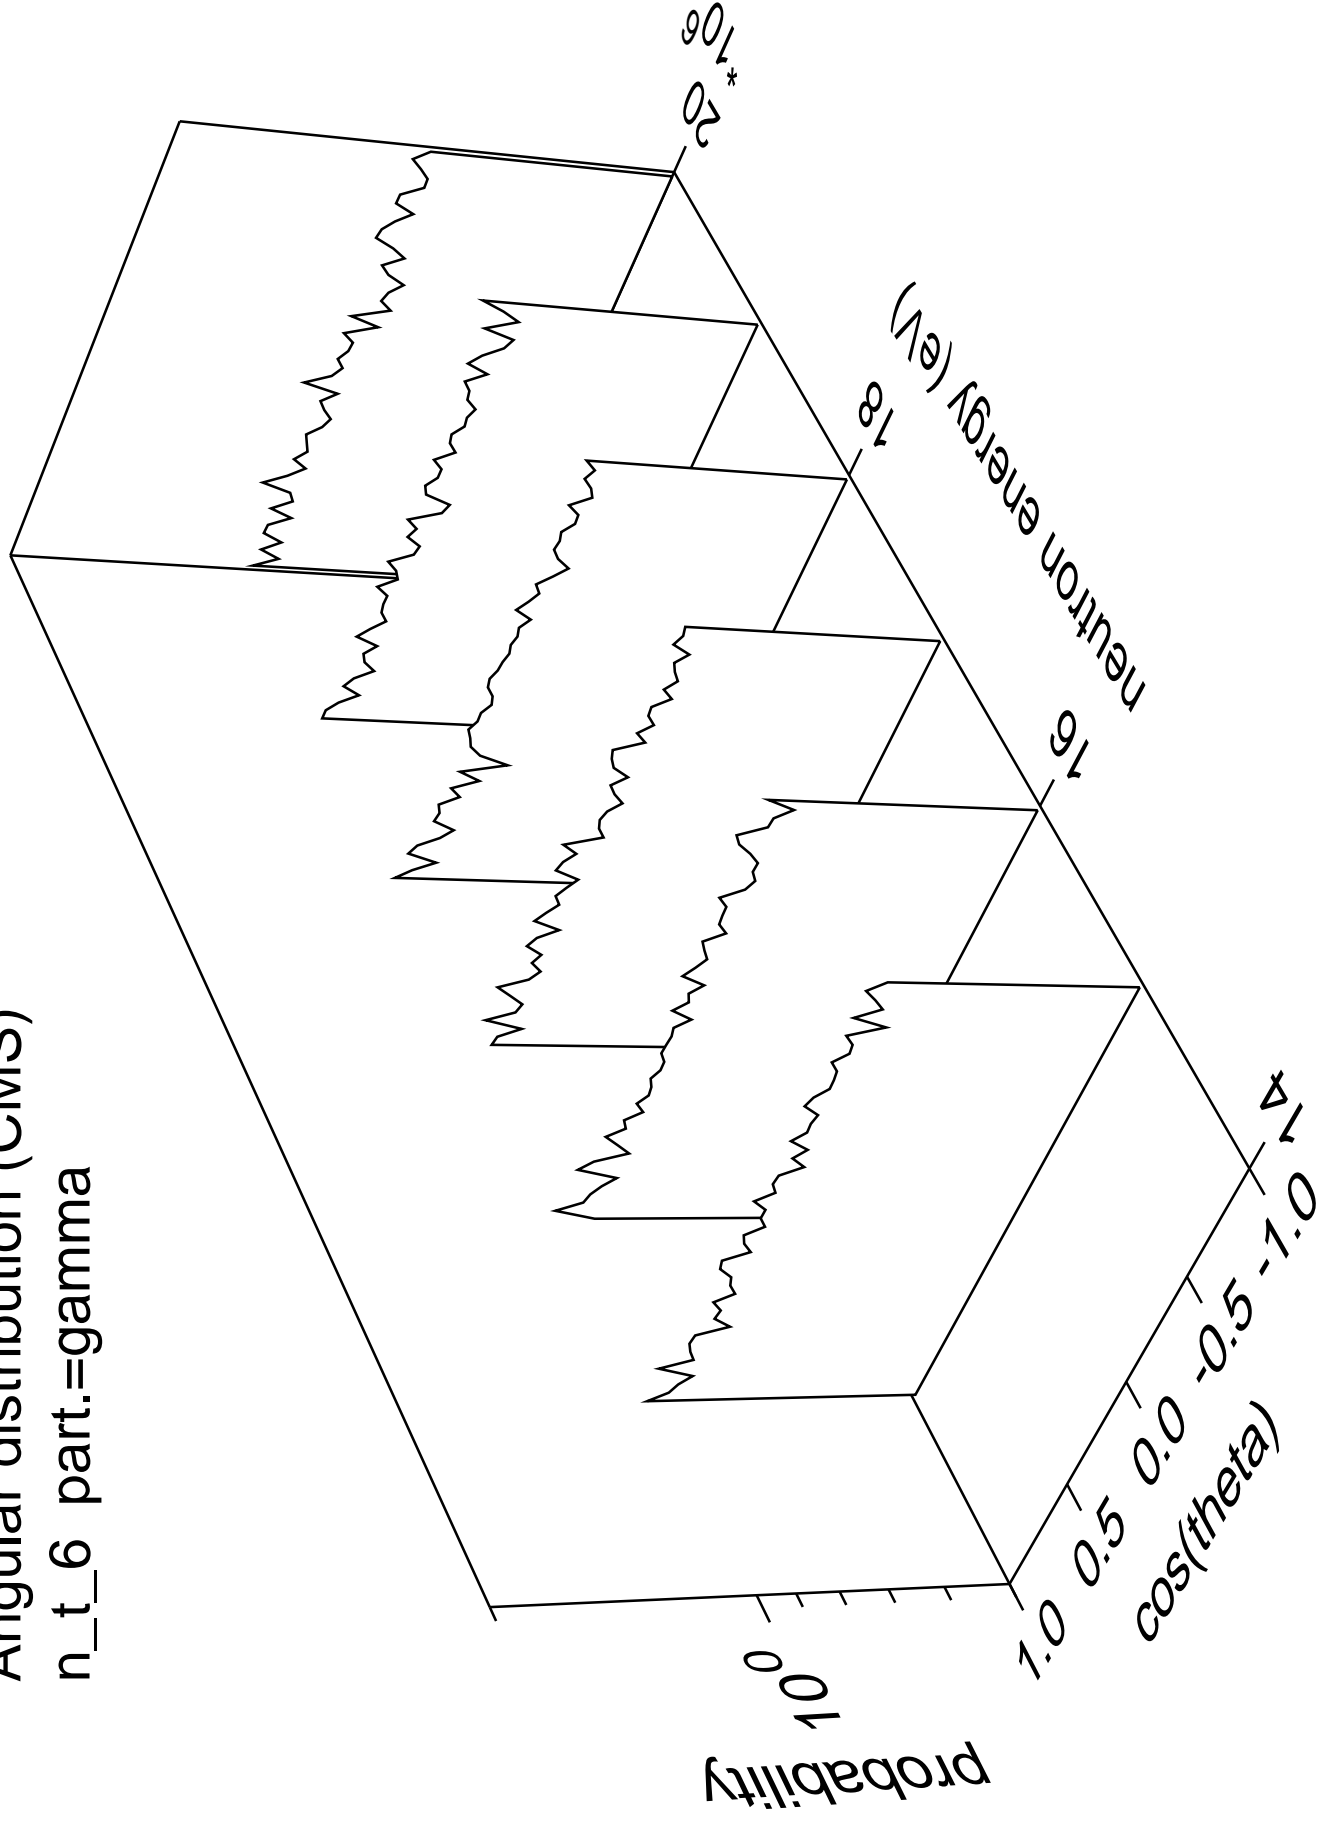 Angular distribution (CMS)
n_t_6 part.=gamma
probability
10 0
1.0 0.5 0.0 -0.5 -1.0
cos(theta)
14 16 18 20
* 10 6
neutron energy (eV)